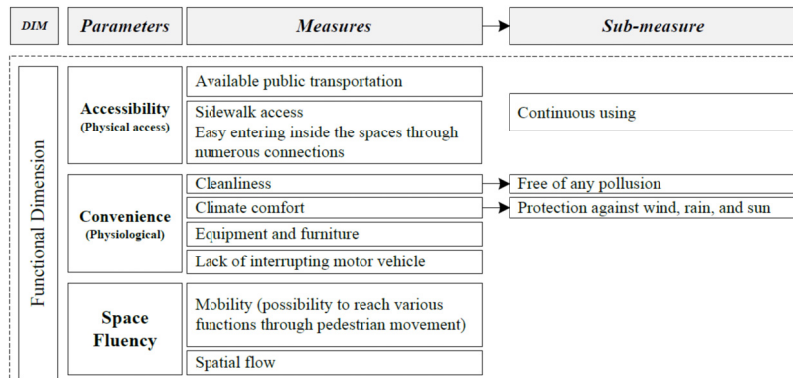 DIM
Parameters
Measures
Sub-measure
Functional Dimension
Accessibility
(Physical access)
Available public transportation
Sidewalk access
Easy entering inside the spaces through
numerous connections
Continuous using
Convenience
(Physiological)
Cleanliness
Free of any pollusion
Climate comfort
Protection against wind, rain, and sun
Equipment and furniture
Lack of interrupting motor vehicle
Space
Fluency
Mobility (possibility to reach various
functions through pedestrian movement)
Spatial flow